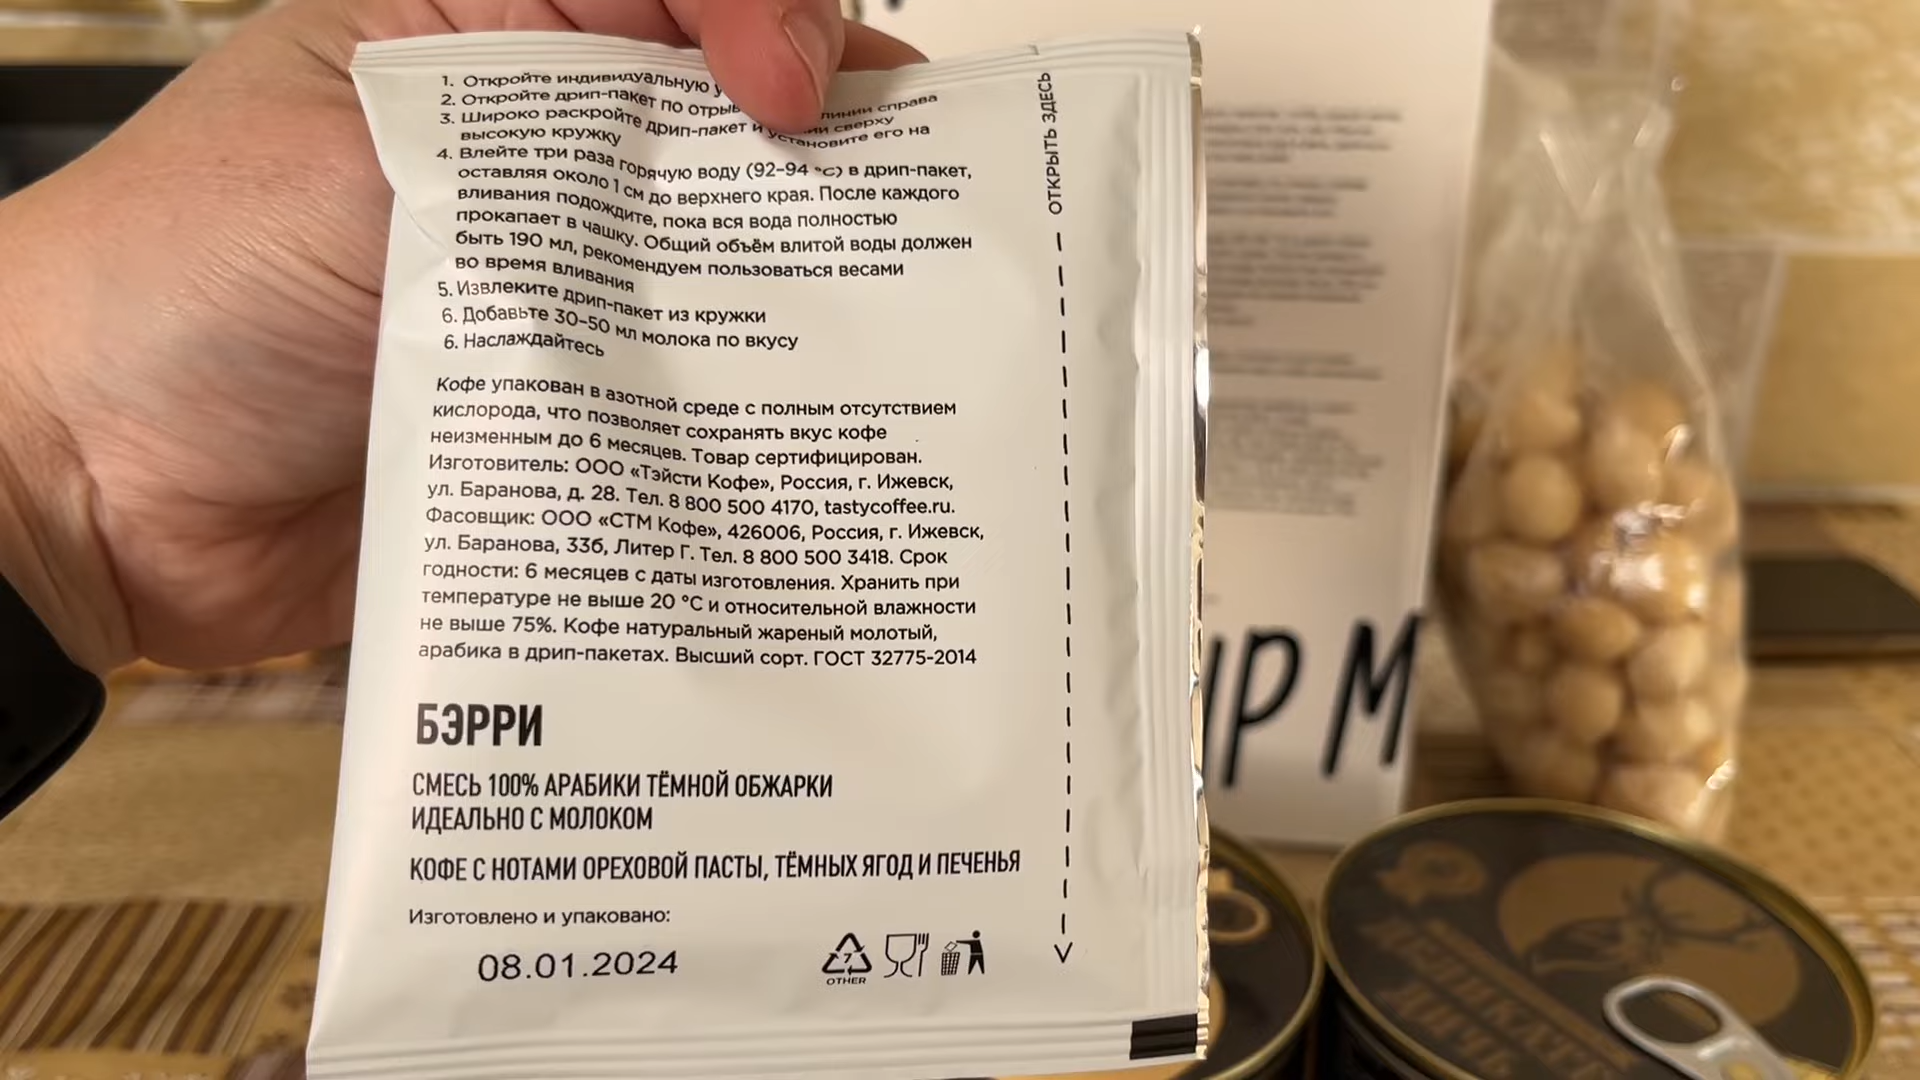 1. Откройте индивидуальную
2. Откройте дрип-пакет по линии справа
3. Широко раскройте дрип-пакет и установите его на
высокую кружку
4. Влейте три раза горячую воду (92–94 °C) в дрип-пакет,
оставляя около 1 см до верхнего края. После каждого
вливания подождите, пока вся вода полностью
прокапает в чашку. Общий объём влитой воды должен
быть 190 мл, рекомендуем пользоваться весами
во время вливания
5. Извлеките дрип-пакет из кружки
6. Добавьте 30–50 мл молока по вкусу
6. Наслаждайтесь
Кофе упакован в азотной среде с полным отсутствием
кислорода, что позволяет сохранять вкус кофе
неизменным до 6 месяцев. Товар сертифицирован.
Изготовитель: ООО «Тэйсти Кофе», Россия, г. Ижевск,
ул. Баранова, д. 28. Тел. 8 800 500 4170, tastycoffee.ru.
Фасовщик: ООО «СТМ Кофе», 426006, Россия, г. Ижевск,
ул. Баранова, 33б, Литер Г. Тел. 8 800 500 3418. Срок
годности: 6 месяцев с даты изготовления. Хранить при
температуре не выше 20 °C и относительной влажности
не выше 75%. Кофе натуральный жареный молотый,
арабика в дрип-пакетах. Высший сорт. ГОСТ 32775-2014
БЭРРИ
СМЕСЬ 100% АРАБИКИ ТЁМНОЙ ОБЖАРКИ
ИДЕАЛЬНО С МОЛОКОМ
КОФЕ С НОТАМИ ОРЕХОВОЙ ПАСТЫ, ТЁМНЫХ ЯГОД И ПЕЧЕНЬЯ
Изготовлено и упаковано:
08.01.2024
7
OTHER
ОТКРЫТЬ ЗДЕСЬ
ДИЧЬ